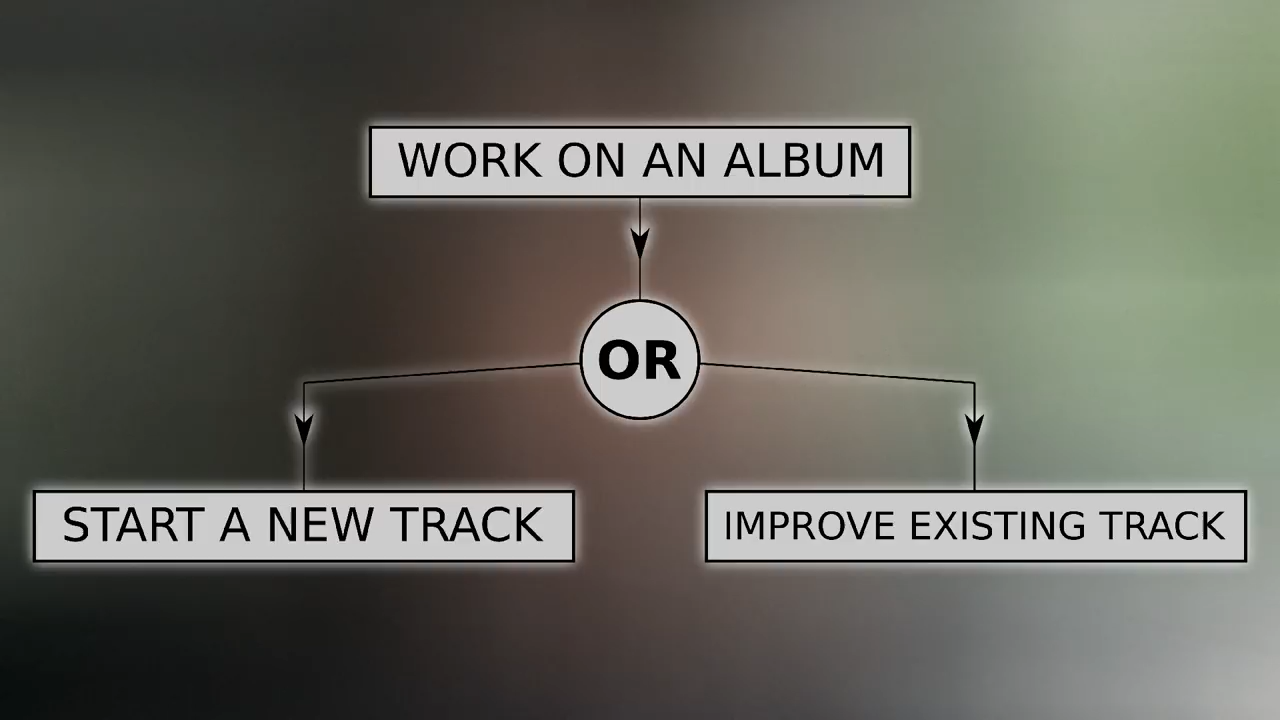 WORK ON AN ALBUM
OR
START A NEW TRACK
IMPROVE EXISTING TRACK